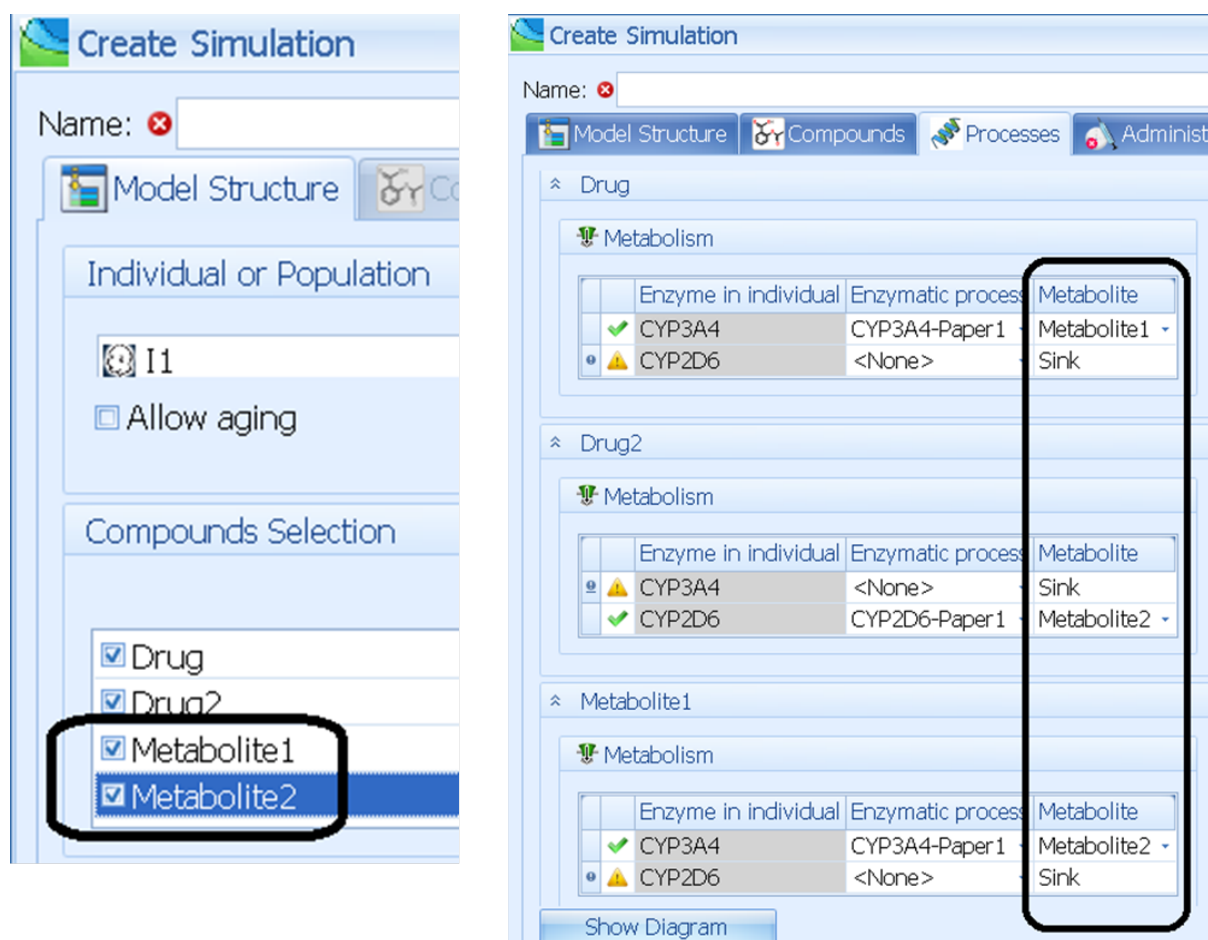 Create Simulation
Name:
Model Structure
Individual or Population
I1
Allow aging
Compounds Selection
Drug
Drug2
Metabolite1
Metabolite2
Create Simulation
Name:
Model Structure Compounds Processes Administ
Drug
Metabolism
Enzyme in individual Enzymatic process Metabolite
CYP3A4 CYP3A4-Paper1 Metabolite1
CYP2D6 <None> Sink
Drug2
Metabolism
Enzyme in individual Enzymatic process Metabolite
CYP3A4 <None> Sink
CYP2D6 CYP2D6-Paper1 Metabolite2
Metabolite1
Metabolism
Enzyme in individual Enzymatic process Metabolite
CYP3A4 CYP3A4-Paper1 Metabolite2
CYP2D6 <None> Sink
Show Diagram